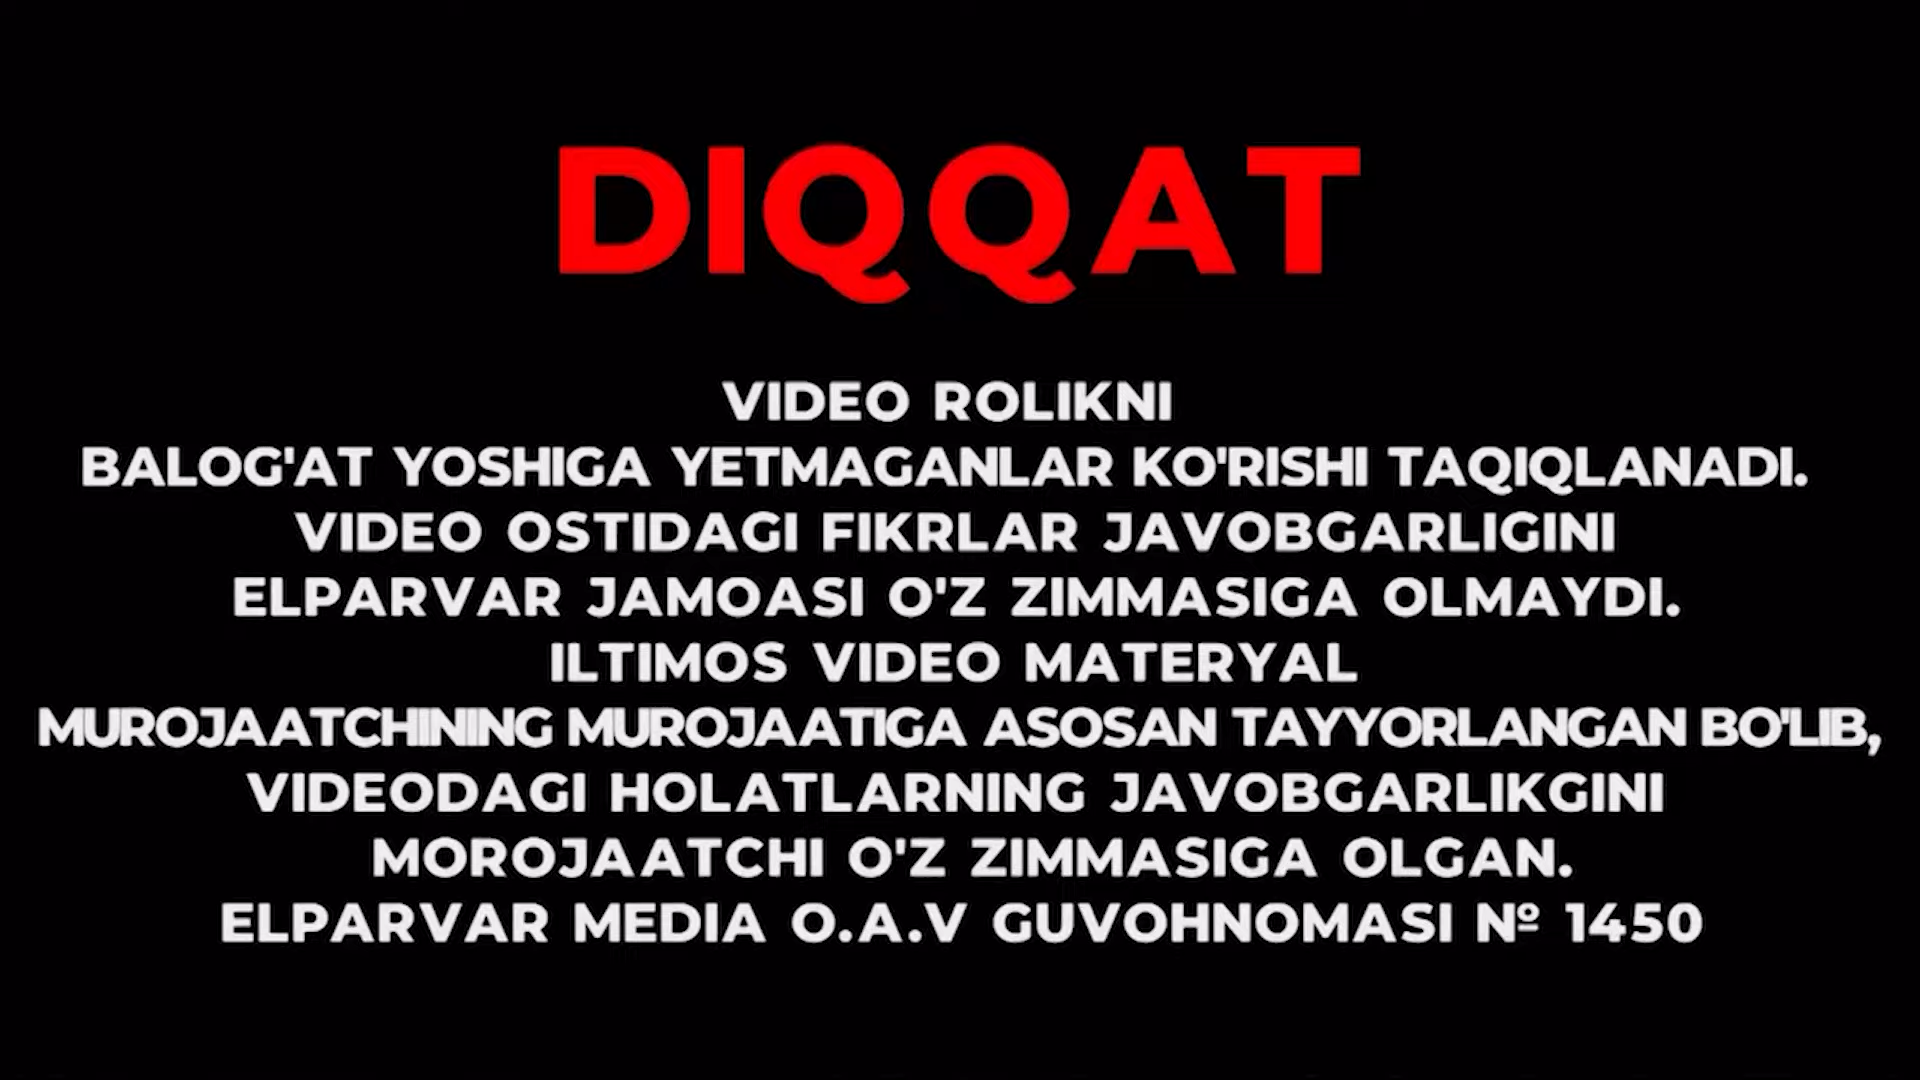 DIQQAT
VIDEO ROLIKNI
BALOG'AT YOSHIGA YETMAGANLAR KO'RISHI TAQIQLANADI.
VIDEO OSTIDAGI FIKRLAR JAVOBGARLIGINI
ELPARVAR JAMOASI O'Z ZIMMASIGA OLMAYDI.
ILTIMOS VIDEO MATERYAL
MUROJAATCHINING MUROJAATIGA ASOSAN TAYYORLANGAN BO'LIB,
VIDEODAGI HOLATLARNING JAVOBGARLIKGINI
MOROJAATCHI O'Z ZIMMASIGA OLGAN.
ELPARVAR MEDIA O.A.V GUVOHNOMASI № 1450